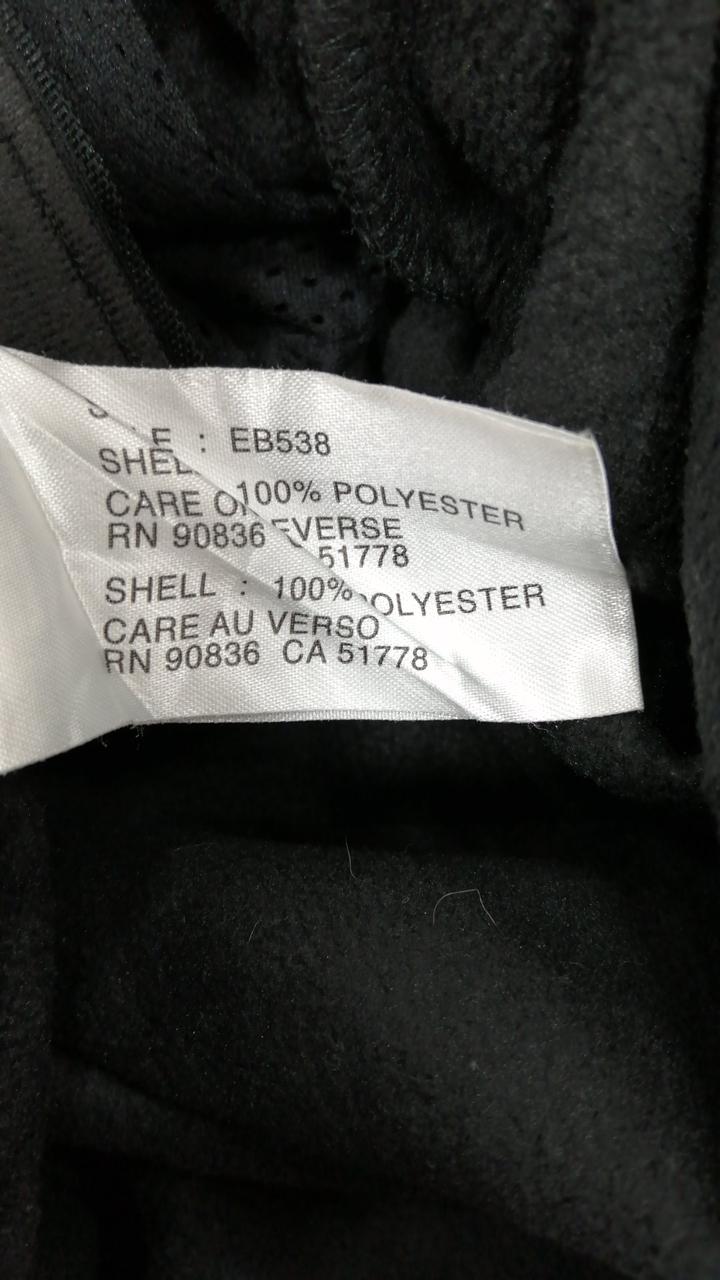 : EB538
100% POLYESTER
CARE
RN 90836 51778
SHELL : 100%
CARE AU VERSO
RN 90836 CA 51778